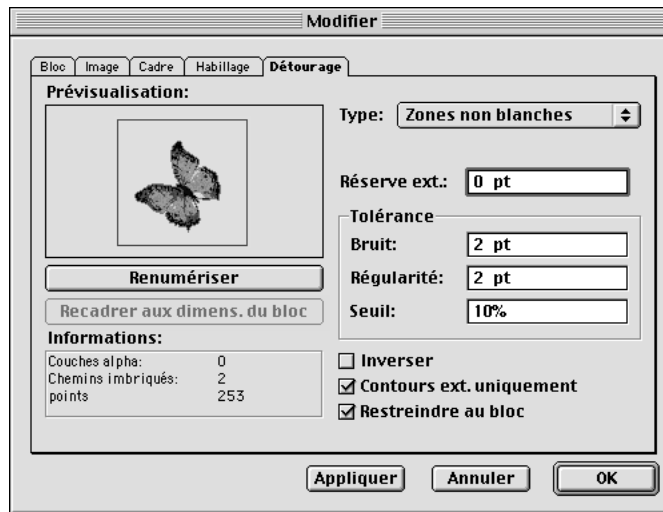 Modifier
Bloc Image Cadre Habillage Détourage
Prévisualisation:
Type: Zones non blanches
Réserve ext.: 0 pt
Tolérance
Bruit: 2 pt
Régularité: 2 pt
Seuil: 10%
Renumériser
Recadrer aux dimens. du bloc
Informations:
Couches alpha: 0
Chemins imbriqués: 2
points 253
Inverser
Contours ext. uniquement
Restreindre au bloc
Appliquer Annuler OK